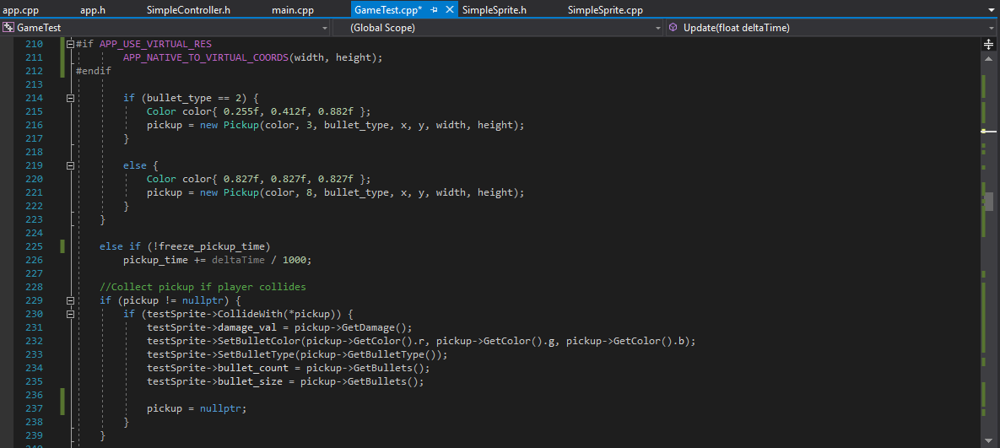 app.cpp app.h SimpleController.h main.cpp GameTest.cpp* SimpleSprite.h SimpleSprite.cpp
GameTest (Global Scope) Update(float deltaTime)
210 #if APP_USE_VIRTUAL_RES
211 APP_NATIVE_TO_VIRTUAL_COORDS(width, height);
212 #endif
213
214 if (bullet_type == 2) {
215 Color color{ 0.255f, 0.412f, 0.882f };
216 pickup = new Pickup(color, 3, bullet_type, x, y, width, height);
217 }
218
219 else {
220 Color color{ 0.827f, 0.827f, 0.827f };
221 pickup = new Pickup(color, 8, bullet_type, x, y, width, height);
222 }
223 }
224
225 else if (!freeze_pickup_time)
226 pickup_time += deltaTime / 1000;
227
228 //Collect pickup if player collides
229 if (pickup != nullptr) {
230 if (testSprite->CollideWith(*pickup)) {
231 testSprite->damage_val = pickup->GetDamage();
232 testSprite->SetBulletColor(pickup->GetColor().r, pickup->GetColor().g, pickup->GetColor().b);
233 testSprite->SetBulletType(pickup->GetBulletType());
234 testSprite->bullet_count = pickup->GetBullets();
235 testSprite->bullet_size = pickup->GetBullets();
236
237 pickup = nullptr;
238 }
239 }